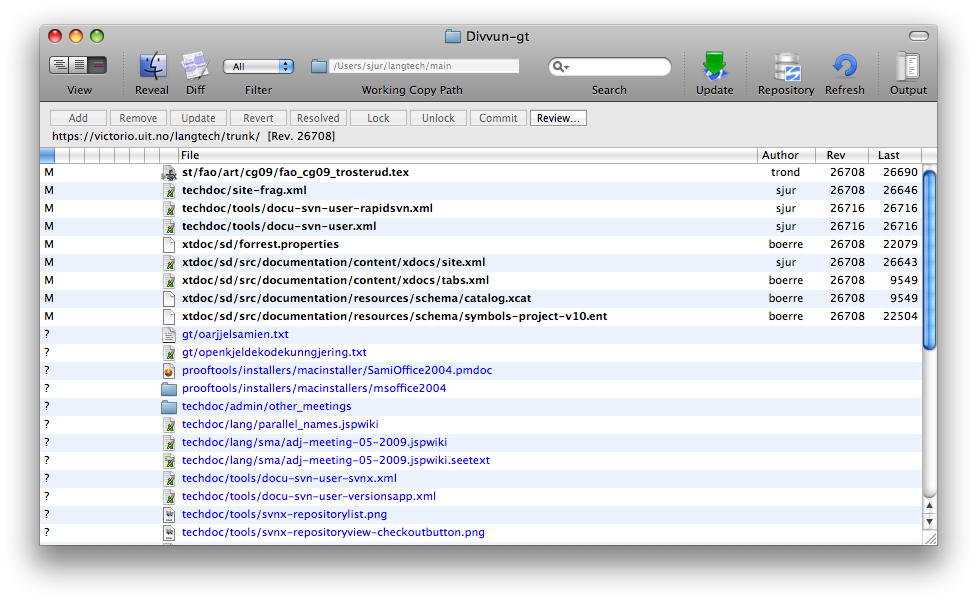 Divvun-gt
All /Users/sjur/langtech/main
View Reveal Diff Filter Working Copy Path Search Update Repository Refresh Output
Add Remove Update Revert Resolved Lock Unlock Commit Review...
https://victorio.uit.no/langtech/trunk/ [Rev. 26708]
File Author Rev Last
M st/fao/art/cg09/fao_cg09_trosterud.tex trond 26708 26690
M techdoc/site-frag.xml sjur 26708 26646
M techdoc/tools/docu-svn-user-rapidsvn.xml sjur 26716 26716
M techdoc/tools/docu-svn-user.xml sjur 26716 26716
M xtdoc/sd/forrest.properties boerre 26708 22079
M xtdoc/sd/src/documentation/content/xdocs/site.xml sjur 26708 26643
M xtdoc/sd/src/documentation/content/xdocs/tabs.xml boerre 26708 9549
M xtdoc/sd/src/documentation/resources/schema/catalog.xcat boerre 26708 9549
M xtdoc/sd/src/documentation/resources/schema/symbols-project-v10.ent boerre 26708 22504
? gt/oarjjelsamien.txt
? gt/openkjeldekodekunngjering.txt
? prooftools/installers/macinstaller/SamiOffice2004.pmdoc
? prooftools/installers/macinstallers/msoffice2004
? techdoc/admin/other_meetings
? techdoc/lang/parallel_names.jspwiki
? techdoc/lang/sma/adj-meeting-05-2009.jspwiki
? techdoc/lang/sma/adj-meeting-05-2009.jspwiki.seetext
? techdoc/tools/docu-svn-user-svnx.xml
? techdoc/tools/docu-svn-user-versionsapp.xml
? techdoc/tools/svnx-repositorylist.png
? techdoc/tools/svnx-repositoryview-checkoutbutton.png